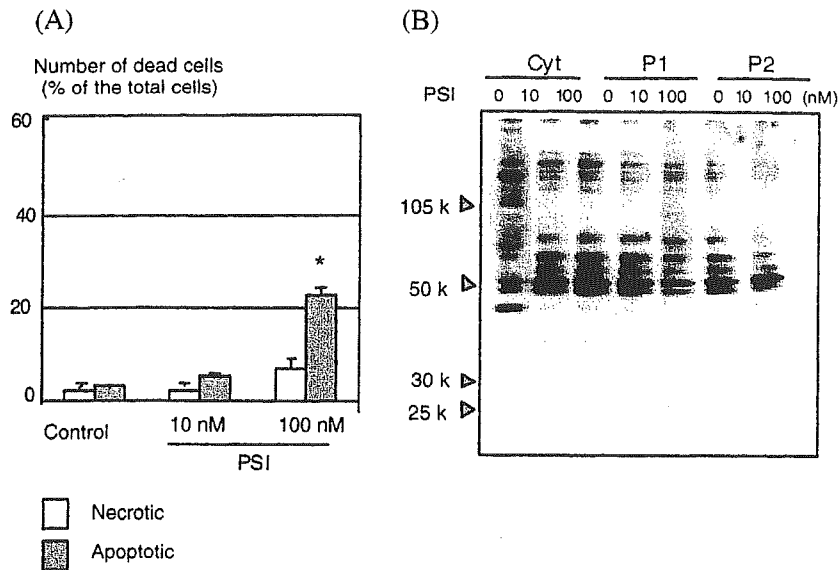 (A)
Number of dead cells
(% of the total cells)
60
40
20
0
*
Control
10 nM
100 nM
PSI
Necrotic
Apoptotic
(B)
Cyt P1 P2
PSI 0 10 100 0 10 100 0 10 100 (nM)
105 k
50 k
30 k
25 k